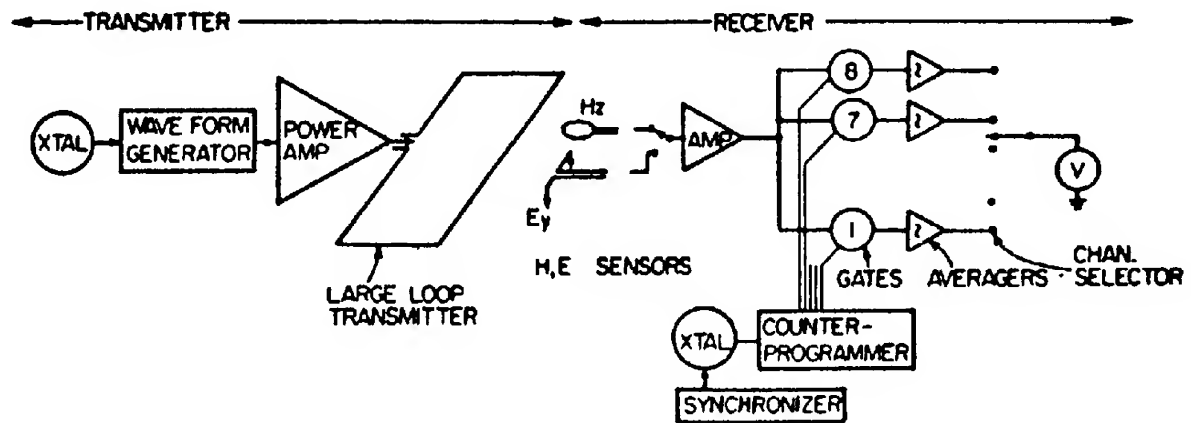 TRANSMITTER
RECEIVER
XTAL
WAVE FORM
GENERATOR
POWER
AMP
Hz
Ey
H,E SENSORS
LARGE LOOP
TRANSMITTER
AMP
8
7
1
V
GATES
AVERAGERS
CHAN.
SELECTOR
XTAL
COUNTER-
PROGRAMMER
SYNCHRONIZER